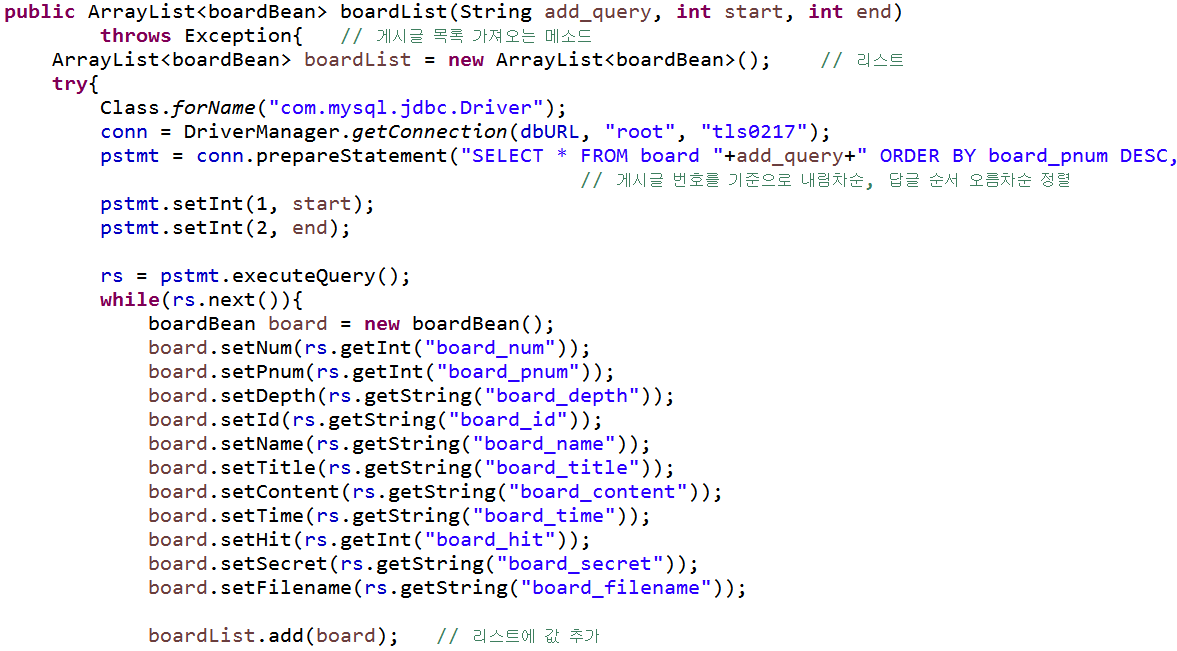 public ArrayList<boardBean> boardList(String add_query, int start, int end)
throws Exception{ // 게시글 목록 가져오는 메소드
ArrayList<boardBean> boardList = new ArrayList<boardBean>(); // 리스트
try{
Class.forName("com.mysql.jdbc.Driver");
conn = DriverManager.getConnection(dbURL, "root", "tls0217");
pstmt = conn.prepareStatement("SELECT * FROM board "+add_query+" ORDER BY board_pnum DESC,
// 게시글 번호를 기준으로 내림차순, 답글 순서 오름차순 정렬
pstmt.setInt(1, start);
pstmt.setInt(2, end);
rs = pstmt.executeQuery();
while(rs.next()){
boardBean board = new boardBean();
board.setNum(rs.getInt("board_num"));
board.setPnum(rs.getInt("board_pnum"));
board.setDepth(rs.getString("board_depth"));
board.setId(rs.getString("board_id"));
board.setName(rs.getString("board_name"));
board.setTitle(rs.getString("board_title"));
board.setContent(rs.getString("board_content"));
board.setTime(rs.getString("board_time"));
board.setHit(rs.getInt("board_hit"));
board.setSecret(rs.getString("board_secret"));
board.setFilename(rs.getString("board_filename"));
boardList.add(board); // 리스트에 값 추가